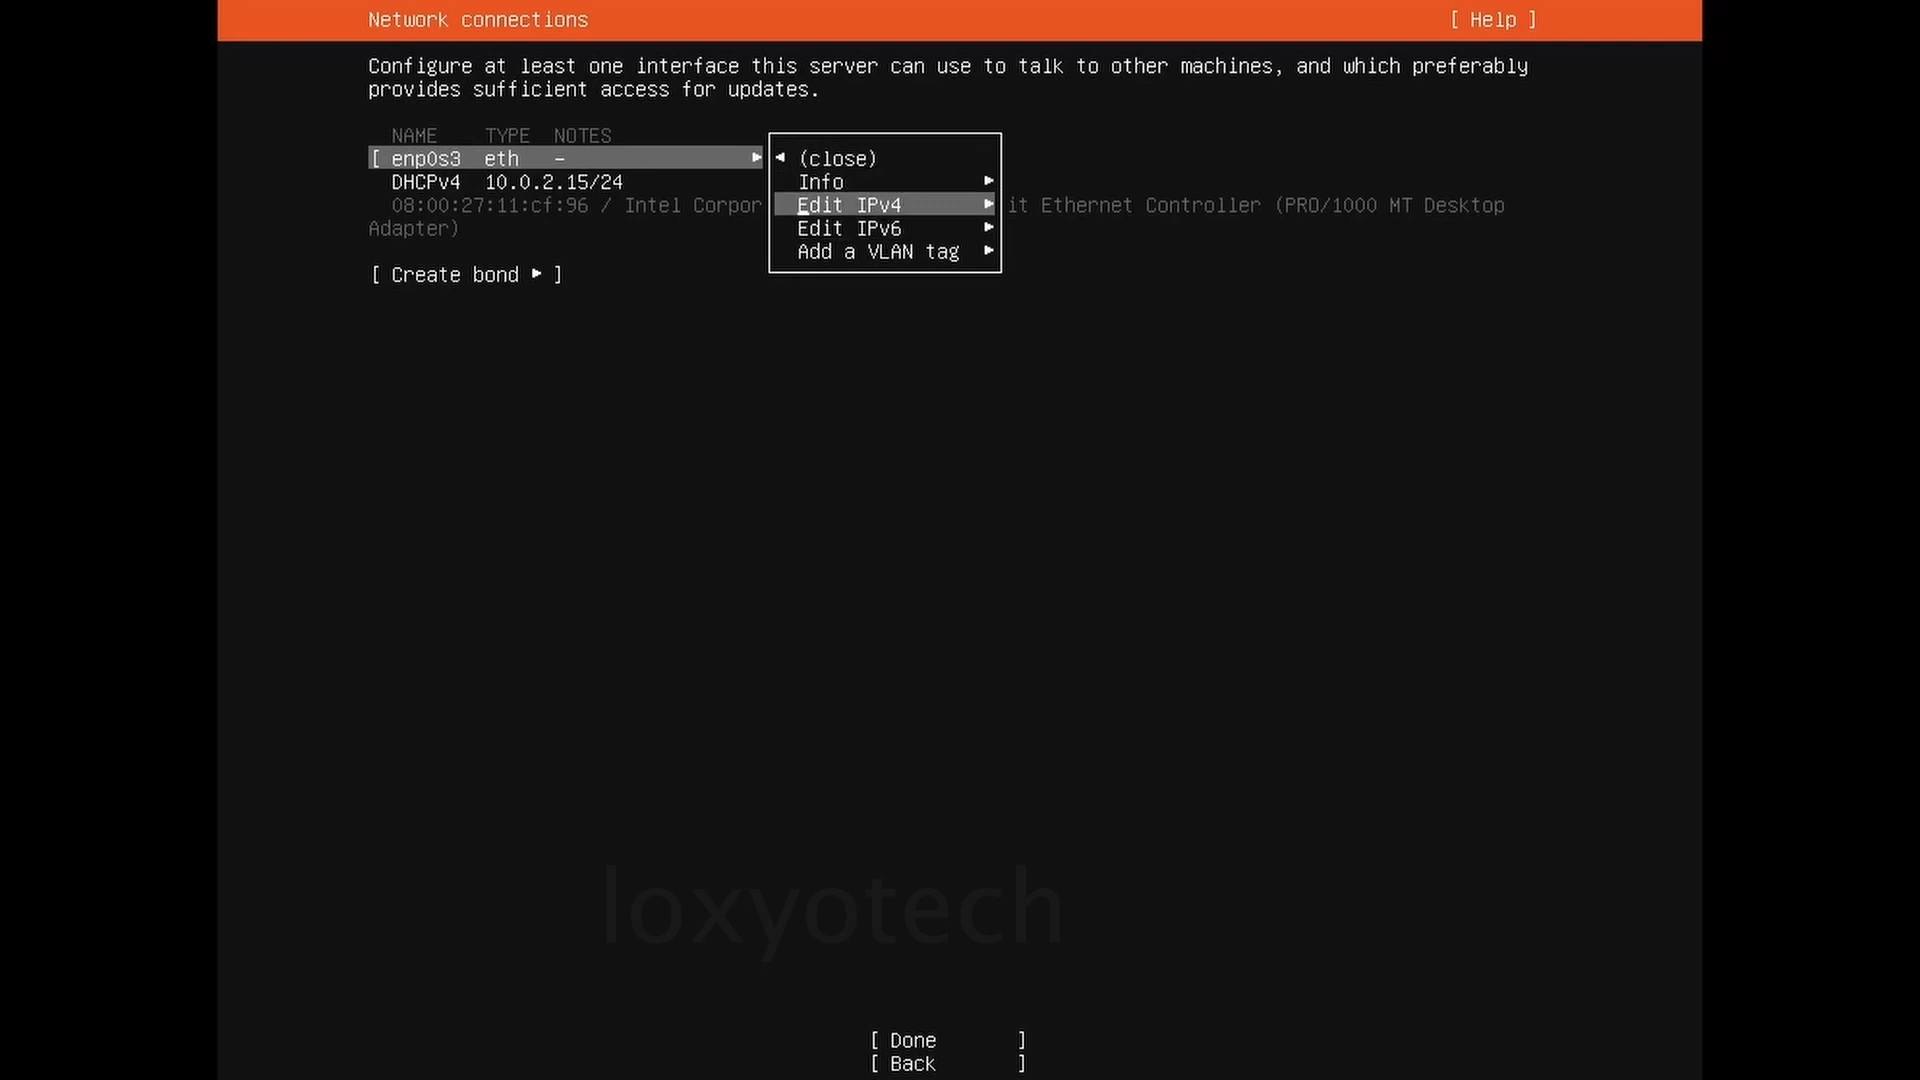 Network connections [ Help ]
Configure at least one interface this server can use to talk to other machines, and which preferably
provides sufficient access for updates.
NAME TYPE NOTES
[ enp0s3 eth - ▸
◂ (close)
DHCPv4 10.0.2.15/24
Info ▸
08:00:27:11:cf:96 / Intel Corpor
Edit IPv4 ▸
it Ethernet Controller (PRO/1000 MT Desktop
Adapter)
Edit IPv6 ▸
Add a VLAN tag ▸
[ Create bond ▸ ]
loxyotech
[ Done ]
[ Back ]